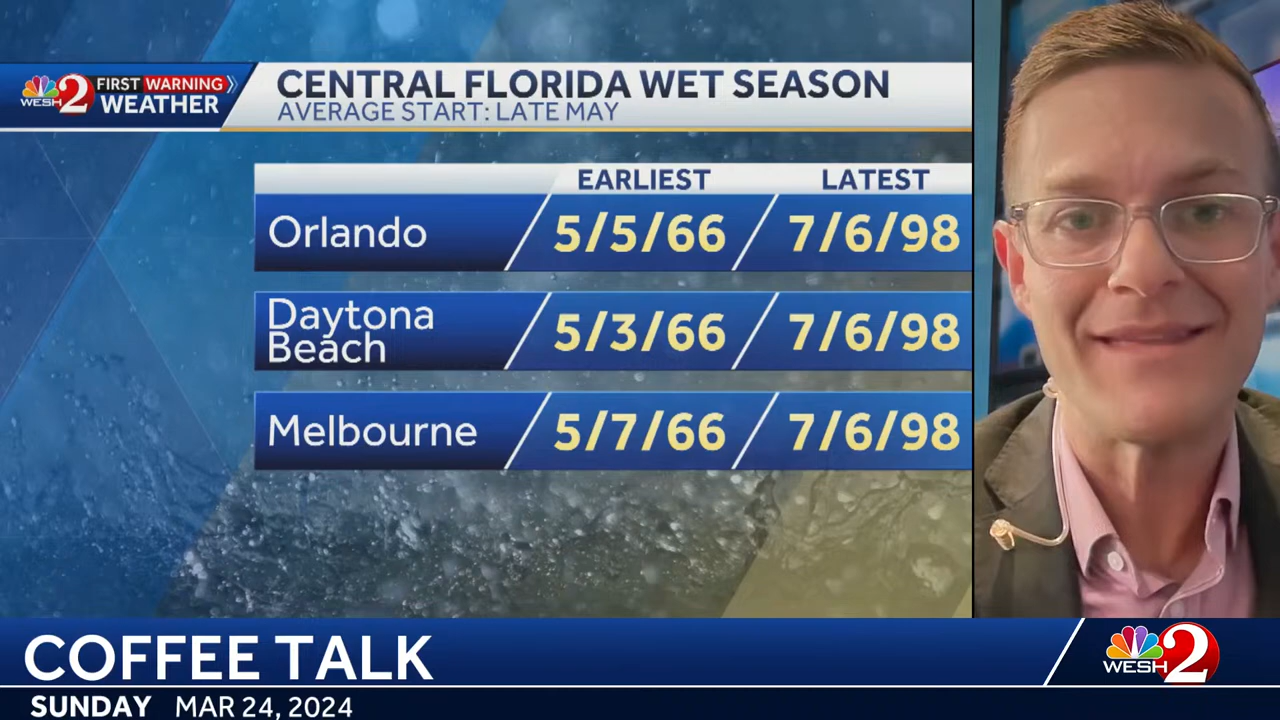 WESH 2 FIRST WARNING
WEATHER
CENTRAL FLORIDA WET SEASON
AVERAGE START: LATE MAY
EARLIEST LATEST
Orlando 5/5/66 7/6/98
Daytona
Beach 5/3/66 7/6/98
Melbourne 5/7/66 7/6/98
COFFEE TALK
WESH 2
SUNDAY MAR 24, 2024